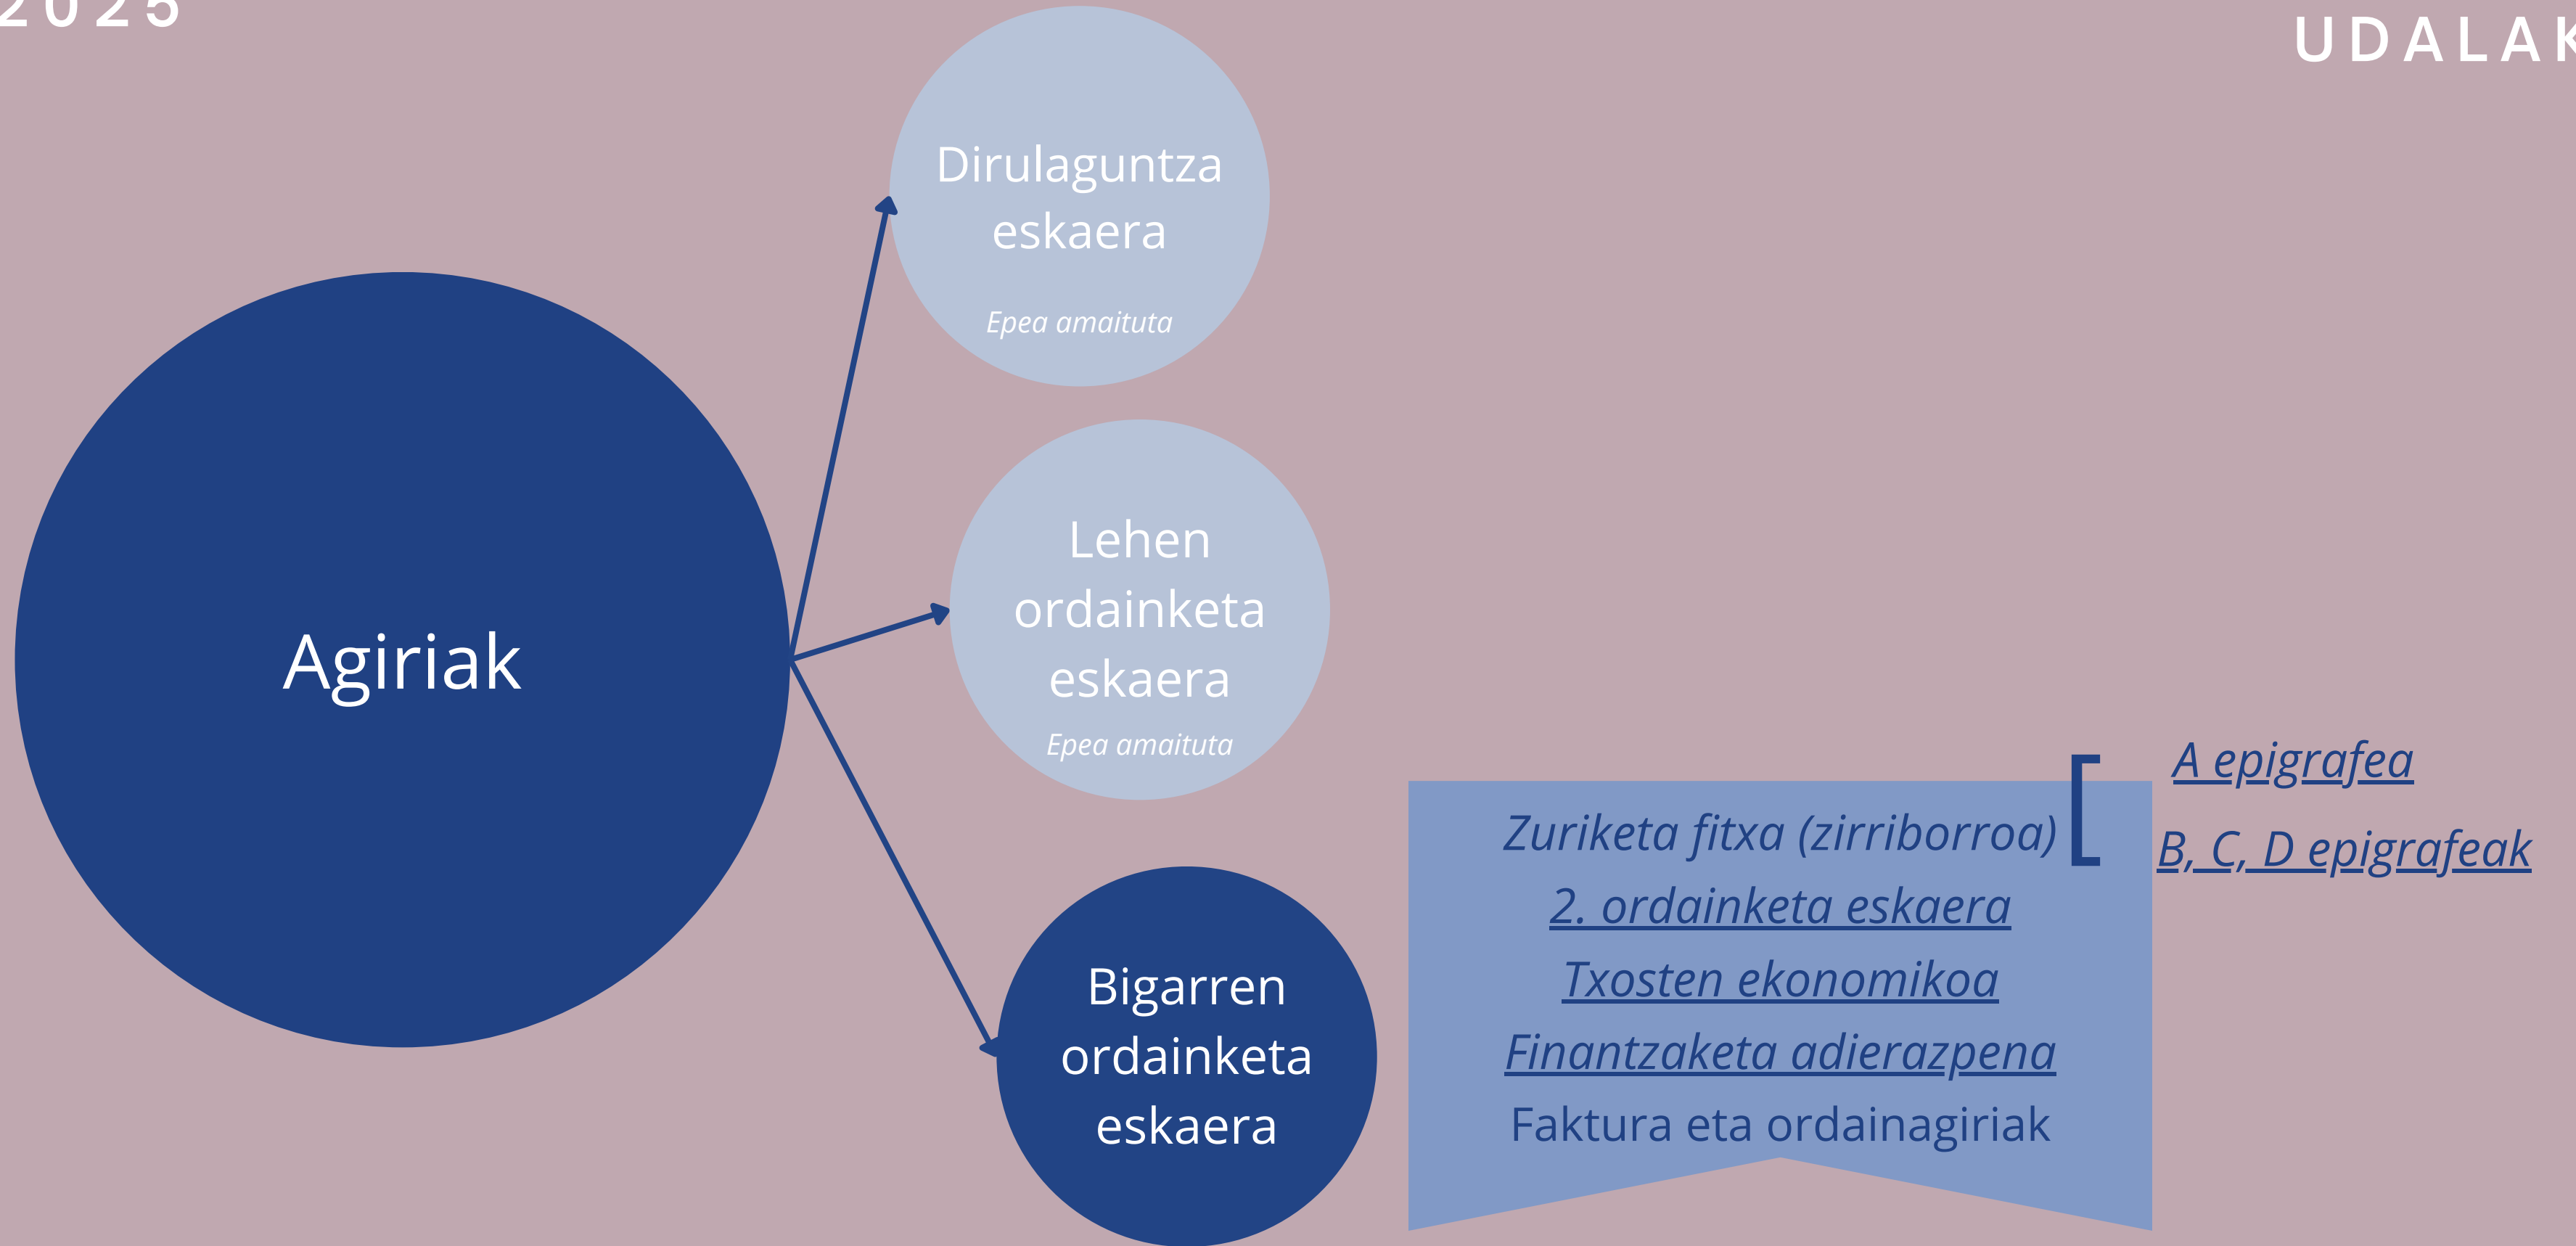 2025
UDALAK
Dirulaguntza
eskaera
Epea amaituta
Agiriak
Lehen
ordainketa
eskaera
Epea amaituta
Bigarren
ordainketa
eskaera
Zuriketa fitxa (zirriborroa)
A epigrafea
B, C, D epigrafeak
2. ordainketa eskaera
Txosten ekonomikoa
Finantzaketa adierazpena
Faktura eta ordainagiriak